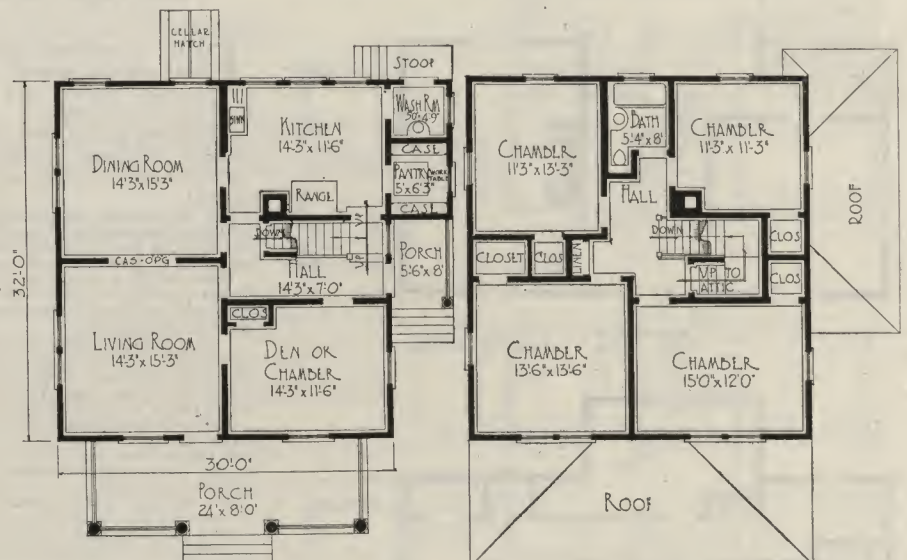 CELLAR
HATCH
STOOP
DINING ROOM
14'3" x 15'3"
KITCHEN
14'-3" x 11'-6"
RANGE
WASH RM
CASE
PANTRY
5' x 6'3"
WORK
TABLE
CASE
DOWN
UP
UP
HALL
14'3" x 7'0"
PORCH
5'6" x 8'
CAS-OPG
CLOS
LIVING ROOM
14'-3" x 15'-3"
DEN OR
CHAMBER
14'-3" x 11'-6"
32'-0"
30'-0"
PORCH
24' x 8'-0"
CHAMBER
11'3" x 13'-3"
BATH
5'-4" x 8'
CHAMBER
11'-3" x 11'-3"
HALL
DOWN
CLOSET
CLOS
LINEN
UP TO
ATTIC
CLOS
CLOS
CHAMBER
13'6" x 13'6"
CHAMBER
15'0" x 12'0"
ROOF
ROOF